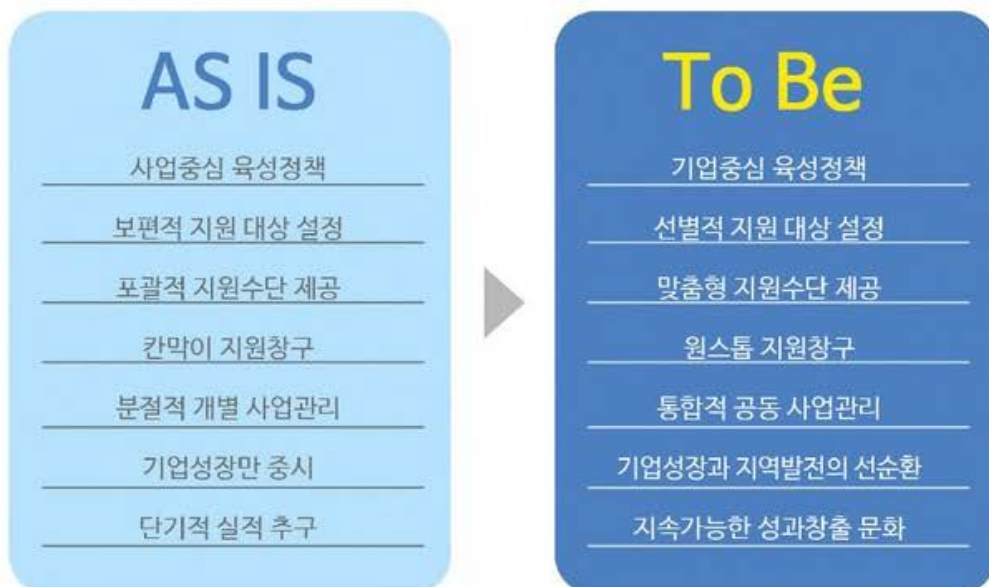 AS IS
사업중심 육성정책
보편적 지원 대상 설정
포괄적 지원수단 제공
칸막이 지원창구
분절적 개별 사업관리
기업성장만 중시
단기적 실적 추구
To Be
기업중심 육성정책
선별적 지원 대상 설정
맞춤형 지원수단 제공
원스톱 지원창구
통합적 공동 사업관리
기업성장과 지역발전의 선순환
지속가능한 성과창출 문화